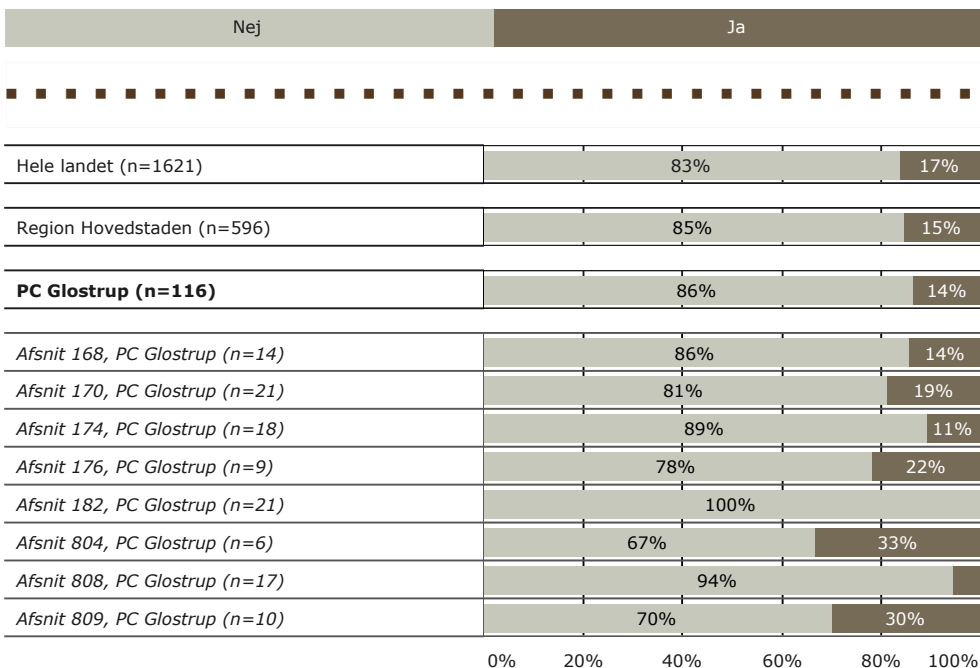 Nej Ja
Hele landet (n=1621) 83% 17%
Region Hovedstaden (n=596) 85% 15%
PC Glostrup (n=116) 86% 14%
Afsnit 168, PC Glostrup (n=14) 86% 14%
Afsnit 170, PC Glostrup (n=21) 81% 19%
Afsnit 174, PC Glostrup (n=18) 89% 11%
Afsnit 176, PC Glostrup (n=9) 78% 22%
Afsnit 182, PC Glostrup (n=21) 100%
Afsnit 804, PC Glostrup (n=6) 67% 33%
Afsnit 808, PC Glostrup (n=17) 94%
Afsnit 809, PC Glostrup (n=10) 70% 30%
0% 20% 40% 60% 80% 100%